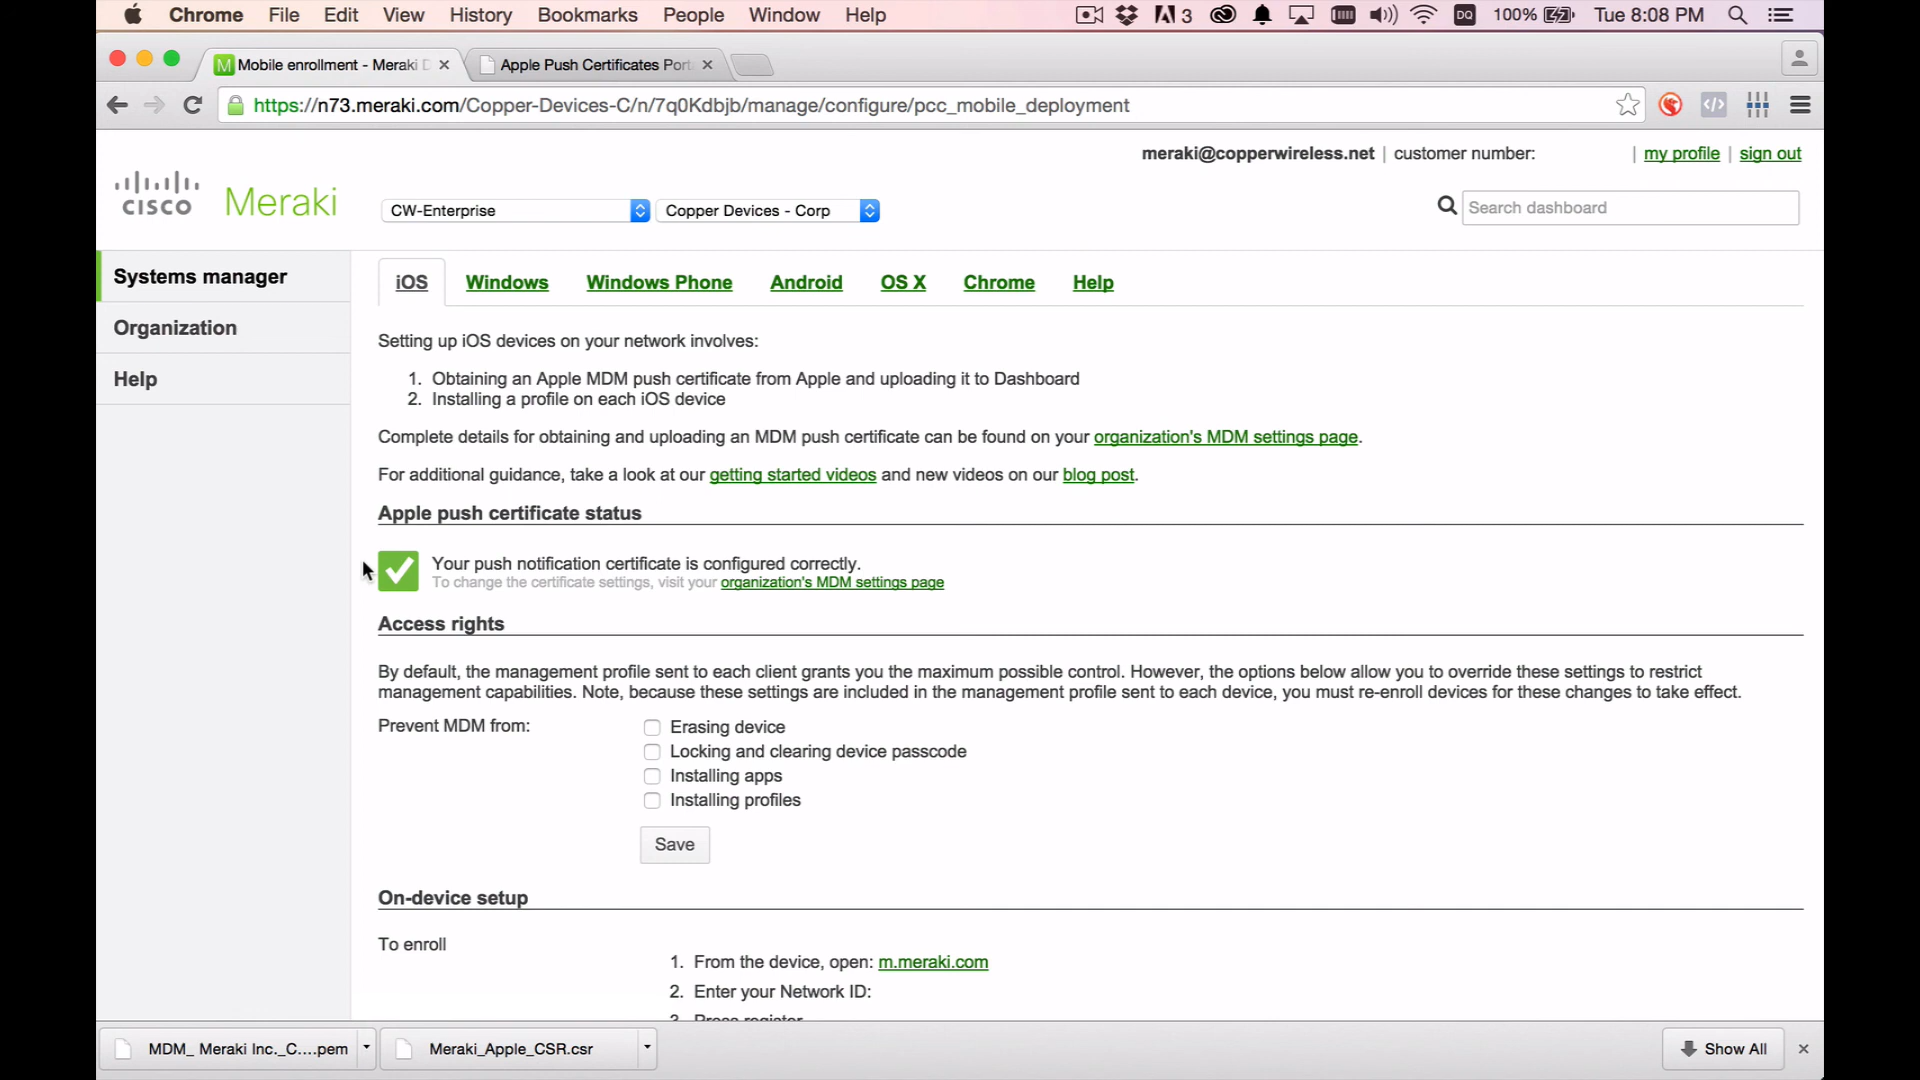 Chrome File Edit View History Bookmarks People Window Help 3 DQ 100% Tue 8:08 PM
Mobile enrollment - Meraki D
Apple Push Certificates Port
https://n73.meraki.com/Copper-Devices-C/n/7q0Kdbjb/manage/configure/pcc_mobile_deployment
meraki@copperwireless.net | customer number: | my profile | sign out
CISCO Meraki CW-Enterprise Copper Devices - Corp Search dashboard
Systems manager
Organization
Help
iOS Windows Windows Phone Android OS X Chrome Help
Setting up iOS devices on your network involves:
1. Obtaining an Apple MDM push certificate from Apple and uploading it to Dashboard
2. Installing a profile on each iOS device
Complete details for obtaining and uploading an MDM push certificate can be found on your organization's MDM settings page.
For additional guidance, take a look at our getting started videos and new videos on our blog post.
Apple push certificate status
Your push notification certificate is configured correctly.
To change the certificate settings, visit your organization's MDM settings page
Access rights
By default, the management profile sent to each client grants you the maximum possible control. However, the options below allow you to override these settings to restrict
management capabilities. Note, because these settings are included in the management profile sent to each device, you must re-enroll devices for these changes to take effect.
Prevent MDM from:
Erasing device
Locking and clearing device passcode
Installing apps
Installing profiles
Save
On-device setup
To enroll
1. From the device, open: m.meraki.com
2. Enter your Network ID:
3. Press register
MDM_ Meraki Inc._C....pem
Meraki_Apple_CSR.csr
Show All